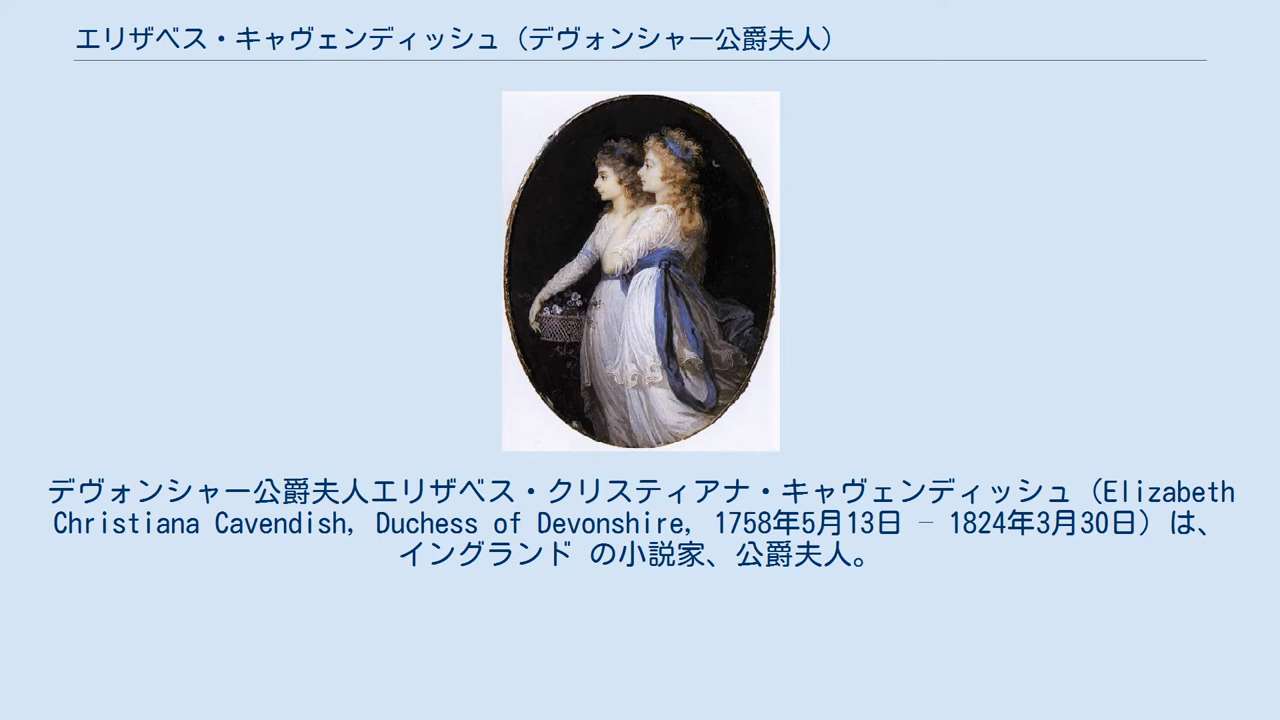 エリザベス・キャヴェンディッシュ（デヴォンシャー公爵夫人）
デヴォンシャー公爵夫人エリザベス・クリスティアナ・キャヴェンディッシュ（Elizabeth
Christiana Cavendish, Duchess of Devonshire, 1758年5月13日 – 1824年3月30日）は、
イングランド の小説家、公爵夫人。